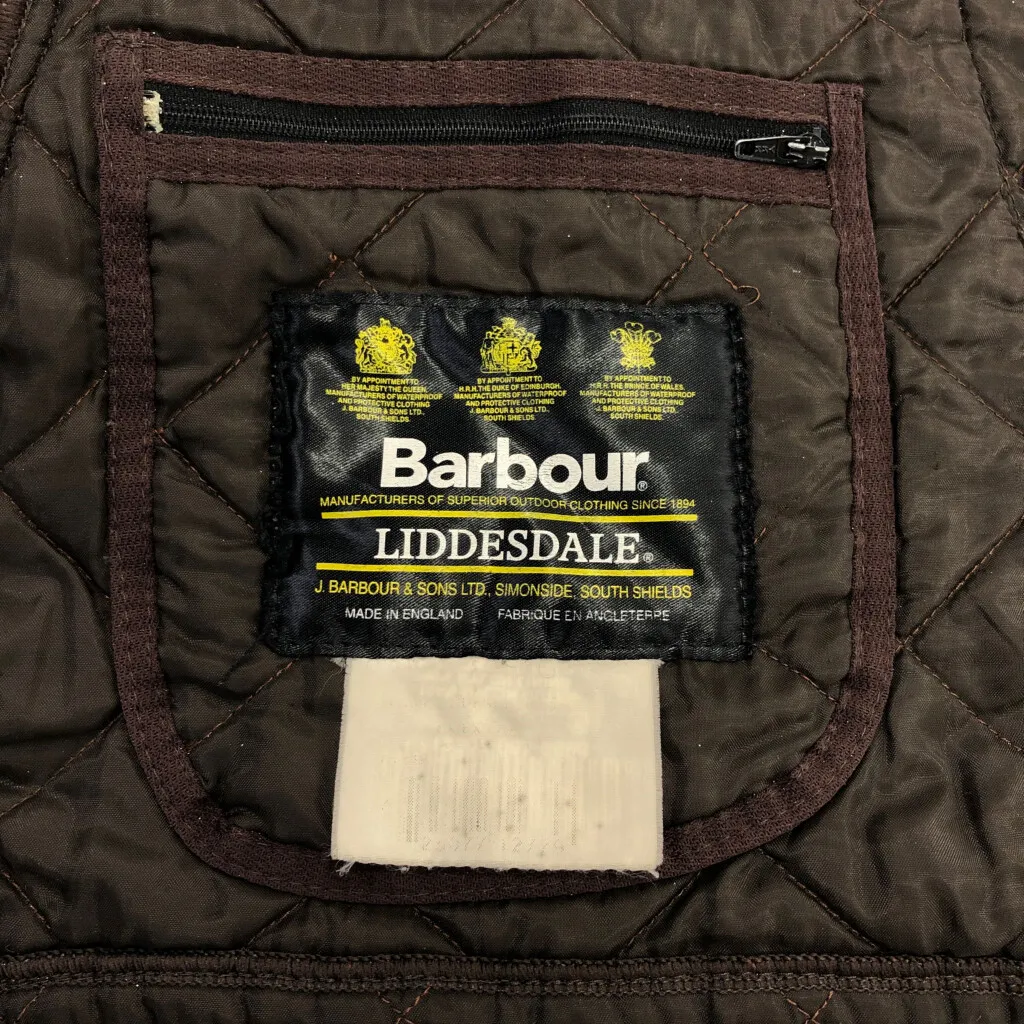 BY APPOINTMENT TO
HER MAJESTY THE QUEEN
MANUFACTURERS OF WATERPROOF
AND PROTECTIVE CLOTHING
J. BARBOUR & SONS LTD.
SOUTH SHIELDS.
BY APPOINTMENT TO
H.R.H. THE DUKE OF EDINBURGH.
MANUFACTURERS OF WATERPROOF
AND PROTECTIVE CLOTHING
J. BARBOUR & SONS LTD.
SOUTH SHIELDS.
BY APPOINTMENT TO
H.R.H. THE PRINCE OF WALES.
MANUFACTURERS OF WATERPROOF
AND PROTECTIVE CLOTHING
J. BARBOUR & SONS LTD.
SOUTH SHIELDS.
Barbour®
MANUFACTURERS OF SUPERIOR OUTDOOR CLOTHING SINCE 1894
LIDDESDALE®
J. BARBOUR & SONS LTD., SIMONSIDE, SOUTH SHIELDS
MADE IN ENGLAND FABRIQUE EN ANGLETERRE